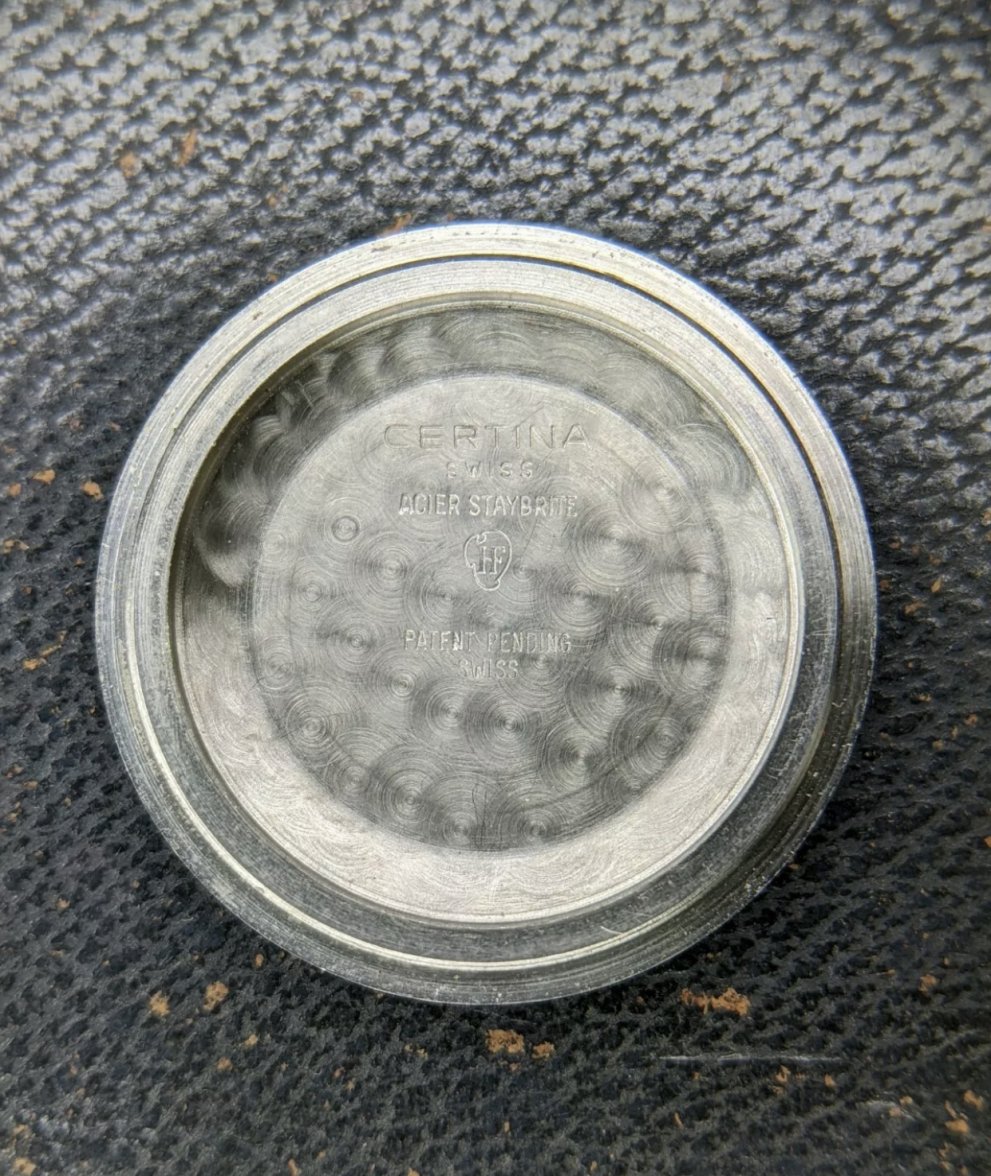 CERTINA
SWISS
ACIER STAYBRITE
HF
PATENT PENDING
SWISS